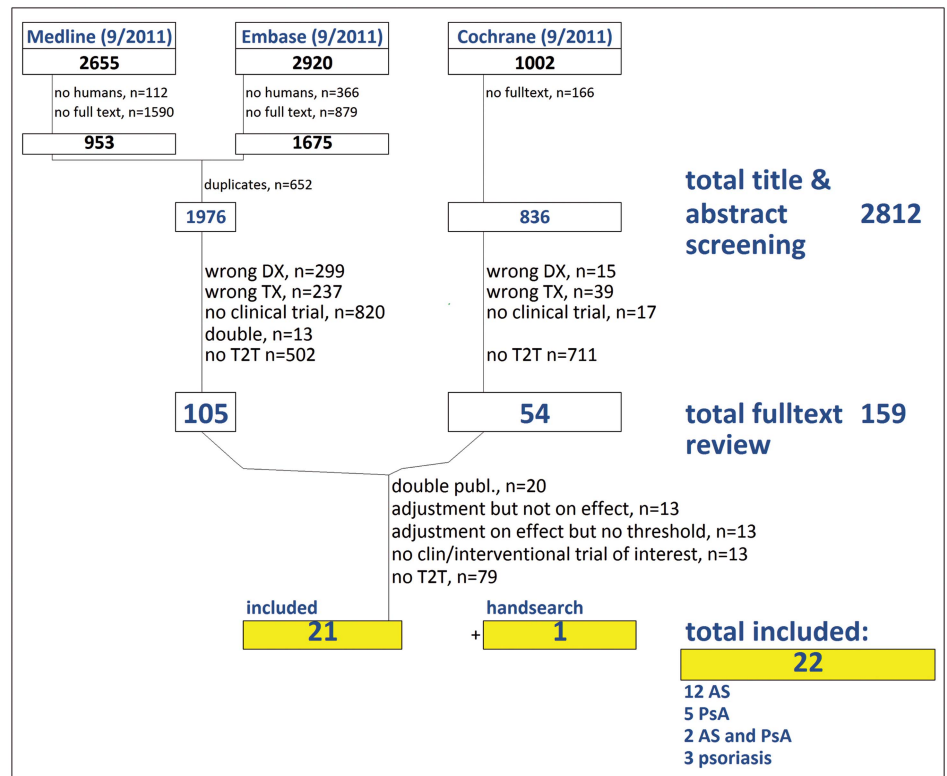 Medline (9/2011)
2655
Embase (9/2011)
2920
Cochrane (9/2011)
1002
no humans, n=112
no full text, n=1590
no humans, n=366
no full text, n=879
no fulltext, n=166
953
1675
duplicates, n=652
1976
836
total title &
abstract 2812
screening
wrong DX, n=299
wrong TX, n=237
no clinical trial, n=820
double, n=13
no T2T n=502
wrong DX, n=15
wrong TX, n=39
no clinical trial, n=17
no T2T, n=711
105
54
total fulltext 159
review
double publ., n=20
adjustment but not on effect, n=13
adjustment on effect but no threshold, n=13
no clin/interventional trial of interest, n=13
no T2T, n=79
included
21
handsearch
+ 1
total included:
22
12 AS
5 PsA
2 AS and PsA
3 psoriasis